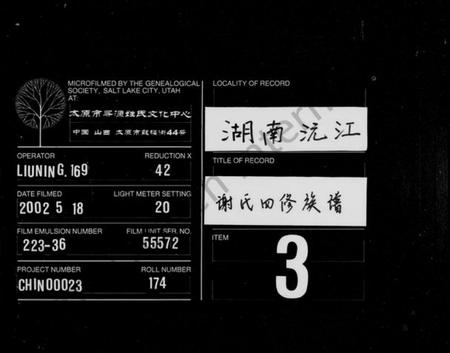 MICROFILMED BY THE GENEALOGICAL
SOCIETY, SALT LAKE CITY, UTAH
AT:
太原市寻源姓氏文化中心
中国 山西 太原市鼓楼街44号
OPERATOR
LIUNING.169
REDUCTION X
42
DATE FILMED
2002 5 18
LIGHT METER SETTING
20
FILM EMULSION NUMBER
223-36
FILM UNIT SER. NO.
55572
PROJECT NUMBER
CHIN00023
ROLL NUMBER
174
LOCALITY OF RECORD
湖南沅江
TITLE OF RECORD
谢氏四修族谱
ITEM
3